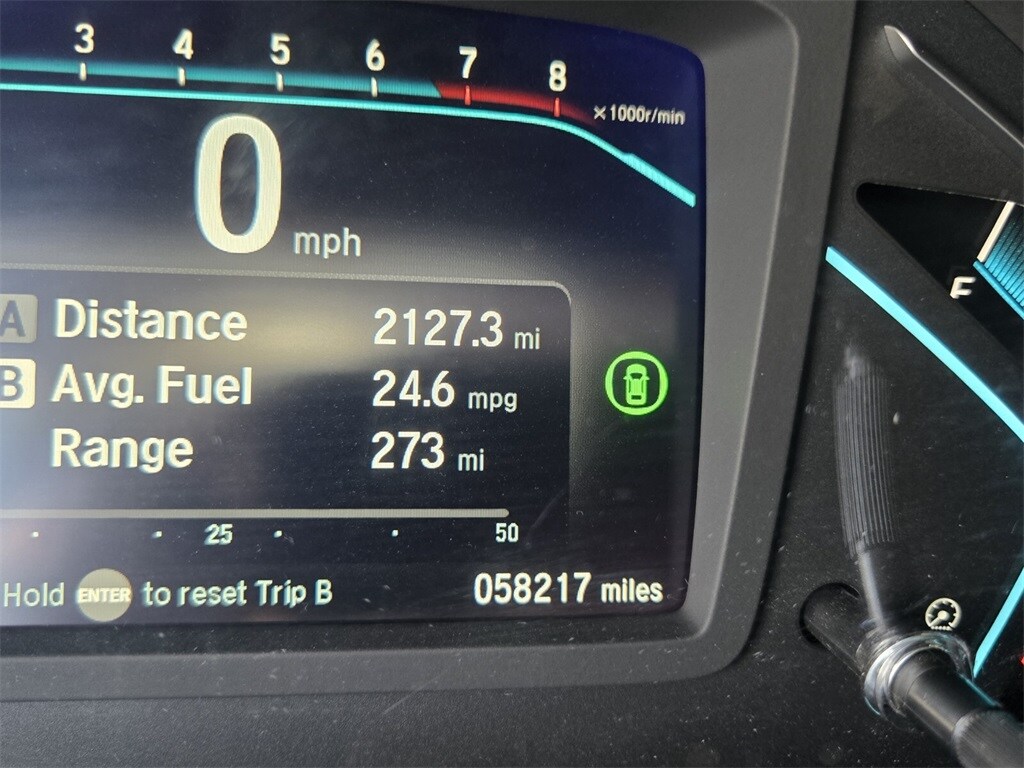 3 4 5 6 7 8
×1000r/min
0 mph
F
A Distance 2127.3 mi
B Avg. Fuel 24.6 mpg
Range 273 mi
25 50
Hold ENTER to reset Trip B 058217 miles